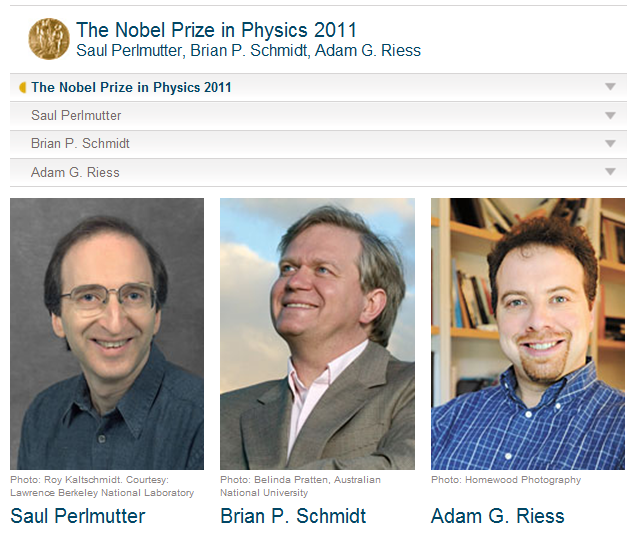 The Nobel Prize in Physics 2011
Saul Perlmutter, Brian P. Schmidt, Adam G. Riess
The Nobel Prize in Physics 2011
Saul Perlmutter
Brian P. Schmidt
Adam G. Riess
Photo: Roy Kaltschmidt. Courtesy:
Lawrence Berkeley National Laboratory
Photo: Belinda Pratten, Australian
National University
Photo: Homewood Photography
Saul Perlmutter
Brian P. Schmidt
Adam G. Riess